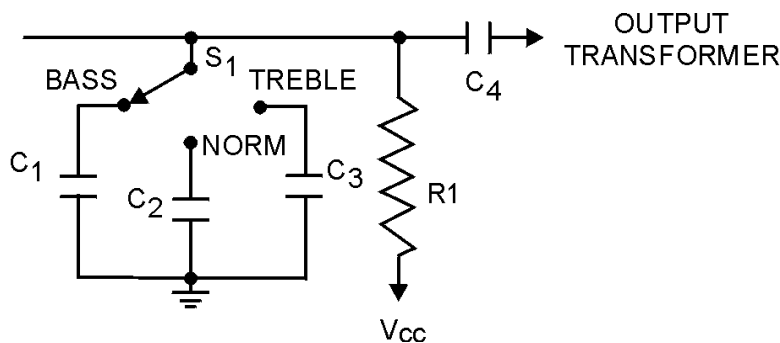 OUTPUT
TRANSFORMER
S1
BASS
TREBLE
C4
NORM
C1
C2
C3
R1
Vcc